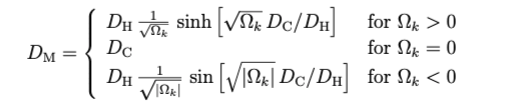 D_M = { D_H 1/√Ω_k sinh [√Ω_k D_C/D_H] for Ω_k > 0
D_C for Ω_k = 0
D_H 1/√|Ω_k| sin [√|Ω_k| D_C/D_H] for Ω_k < 0